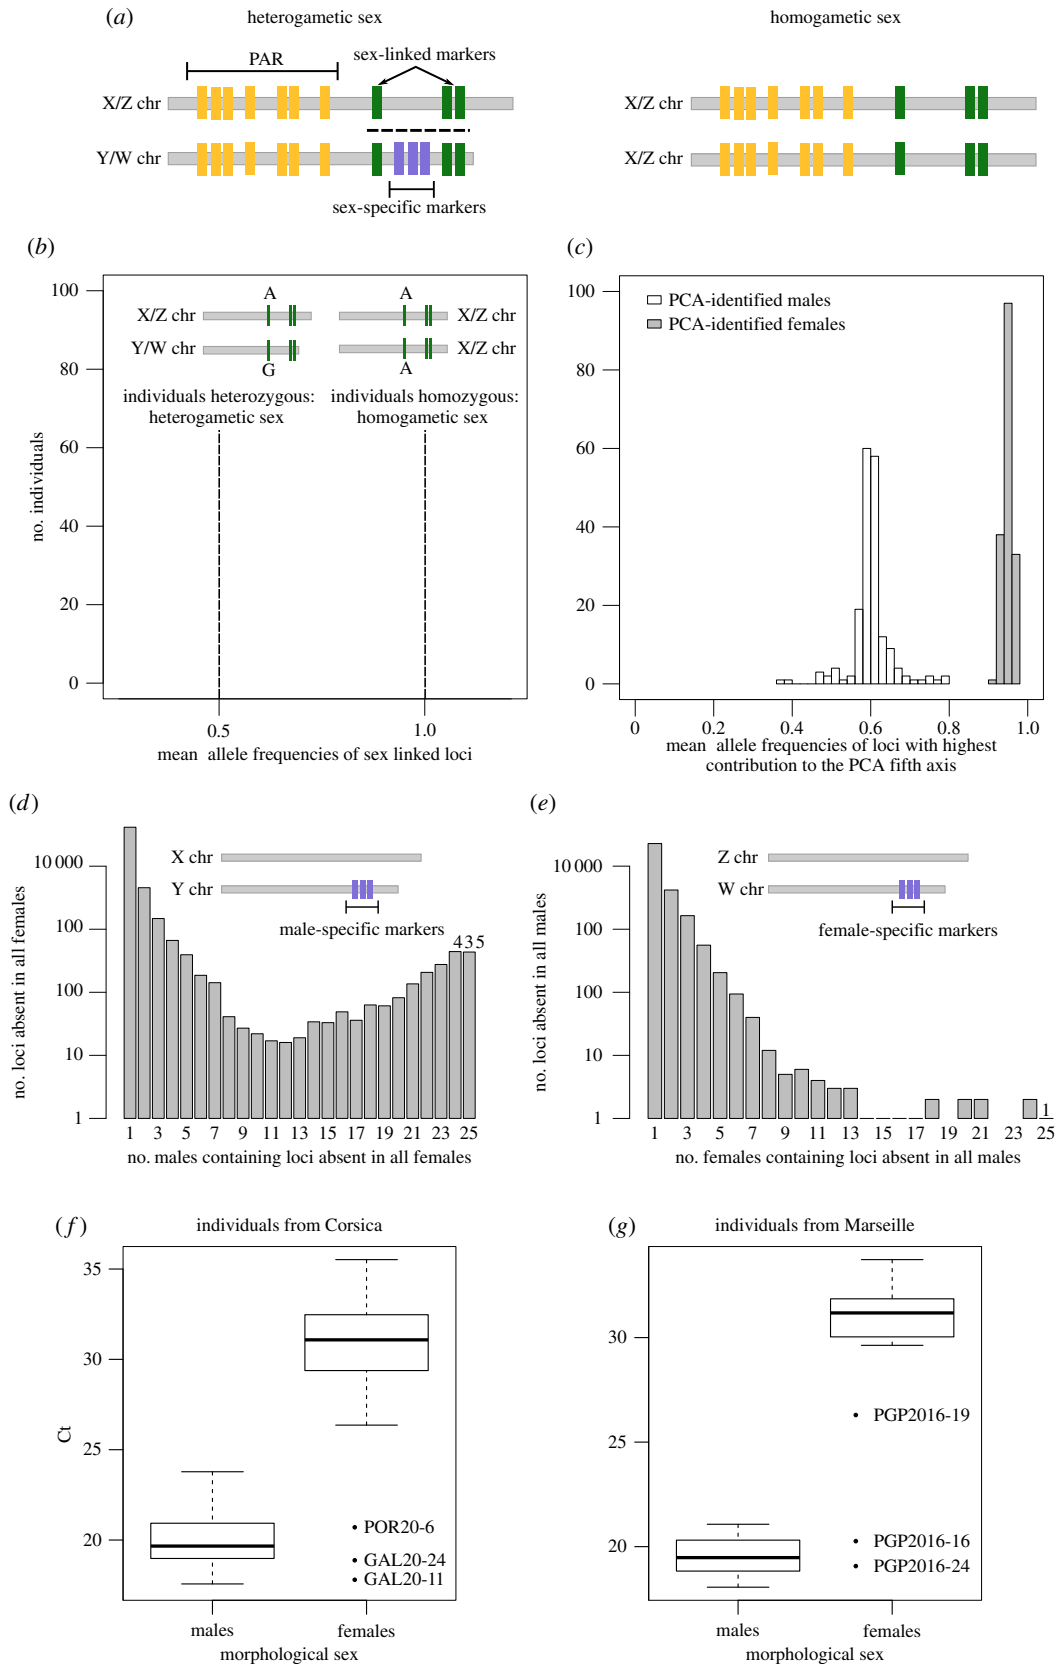 (a)
heterogametic sex
homogametic sex
PAR
sex-linked markers
X/Z chr
X/Z chr
Y/W chr
X/Z chr
sex-specific markers
(b)
100
80
60
40
20
0
no. individuals
A
A
X/Z chr
X/Z chr
Y/W chr
X/Z chr
G
A
individuals heterozygous:
heterogametic sex
individuals homozygous:
homogametic sex
0.5
1.0
mean allele frequencies of sex linked loci
(c)
100
80
60
40
20
0
PCA-identified males
PCA-identified females
0
0.2
0.4
0.6
0.8
1.0
mean allele frequencies of loci with highest
contribution to the PCA fifth axis
(d)
10 000
100
100
10
1
no. loci absent in all females
X chr
Y chr
male-specific markers
435
1 3 5 7 9 11 13 15 17 19 21 23 25
no. males containing loci absent in all females
(e)
10 000
100
100
10
1
no. loci absent in all males
Z chr
W chr
female-specific markers
1
1 3 5 7 9 11 13 15 17 19 21 23 25
no. females containing loci absent in all males
(f)
individuals from Corsica
35
30
25
20
Ct
POR20-6
GAL20-24
GAL20-11
males
females
morphological sex
(g)
individuals from Marseille
30
25
20
PGP2016-19
PGP2016-16
PGP2016-24
males
females
morphological sex